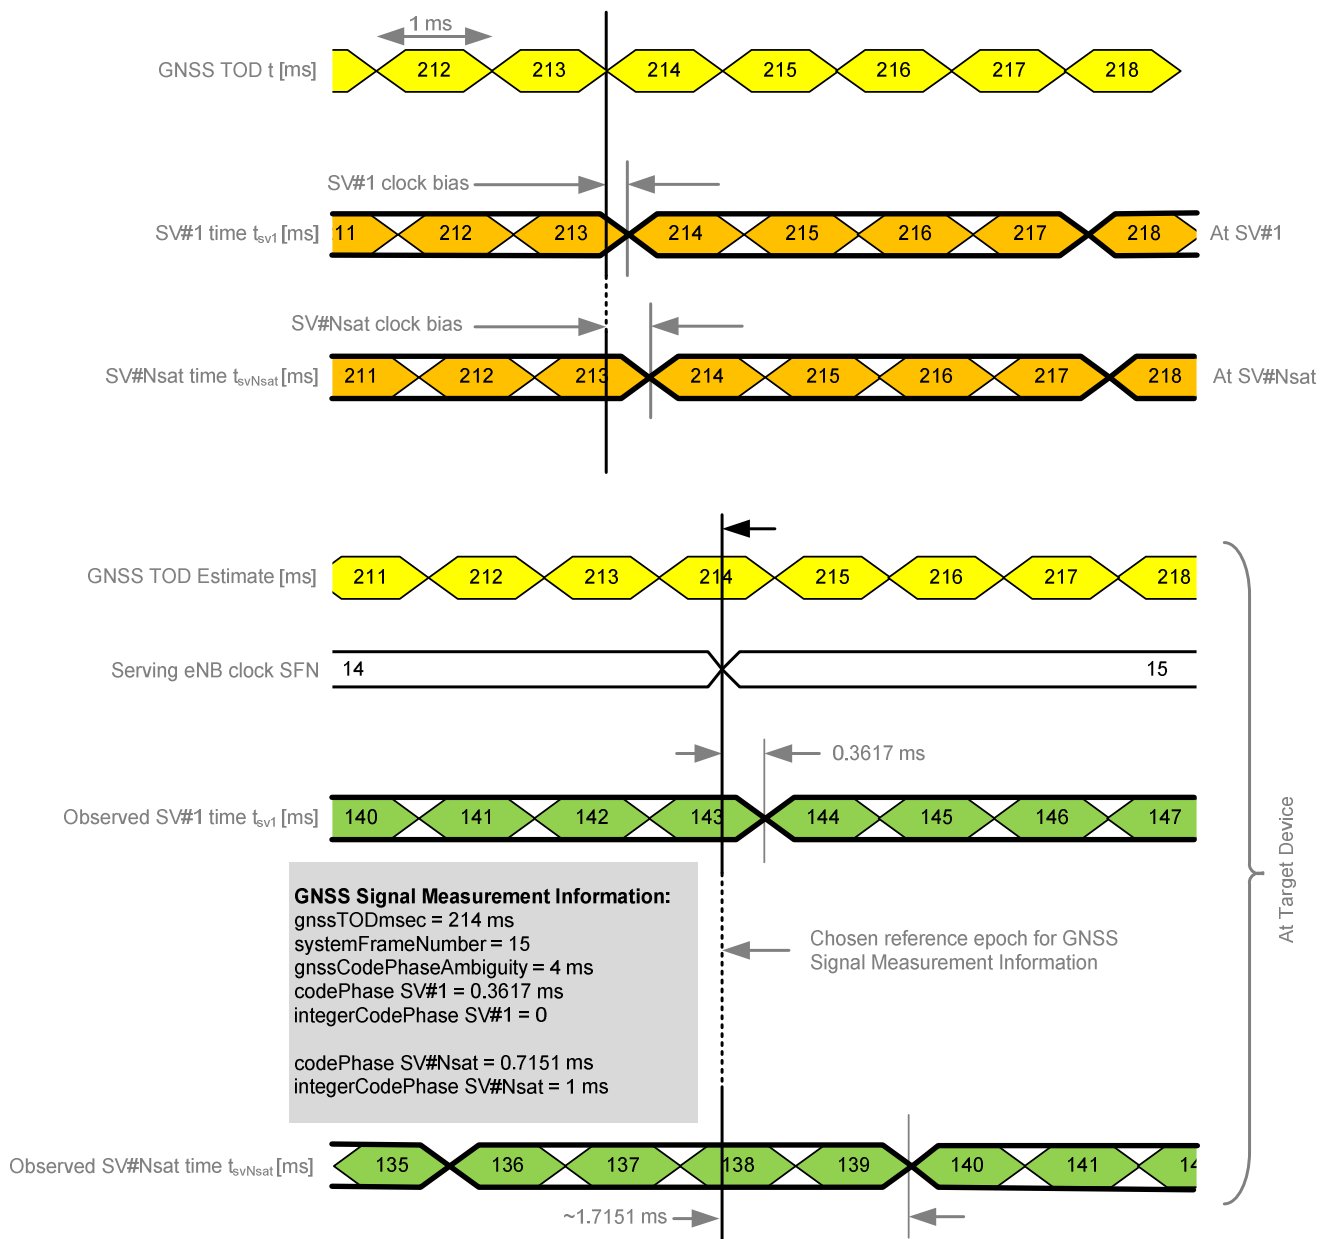 1 ms
GNSS TOD t [ms] 212 213 214 215 216 217 218
SV#1 clock bias
SV#1 time tsv1 [ms] 11 212 213 214 215 216 217 218 At SV#1
SV#Nsat clock bias
SV#Nsat time tsvNsat [ms] 211 212 213 214 215 216 217 218 At SV#Nsat
GNSS TOD Estimate [ms] 211 212 213 214 215 216 217 218
Serving eNB clock SFN 14 15
0.3617 ms
Observed SV#1 time tsv1 [ms] 140 141 142 143 144 145 146 147
At Target Device
GNSS Signal Measurement Information:
gnssTODmsec = 214 ms
systemFrameNumber = 15
gnssCodePhaseAmbiguity = 4 ms
codePhase SV#1 = 0.3617 ms
integerCodePhase SV#1 = 0
codePhase SV#Nsat = 0.7151 ms
integerCodePhase SV#Nsat = 1 ms
Chosen reference epoch for GNSS
Signal Measurement Information
Observed SV#Nsat time tsvNsat [ms] 135 136 137 138 139 140 141 14
~1.7151 ms